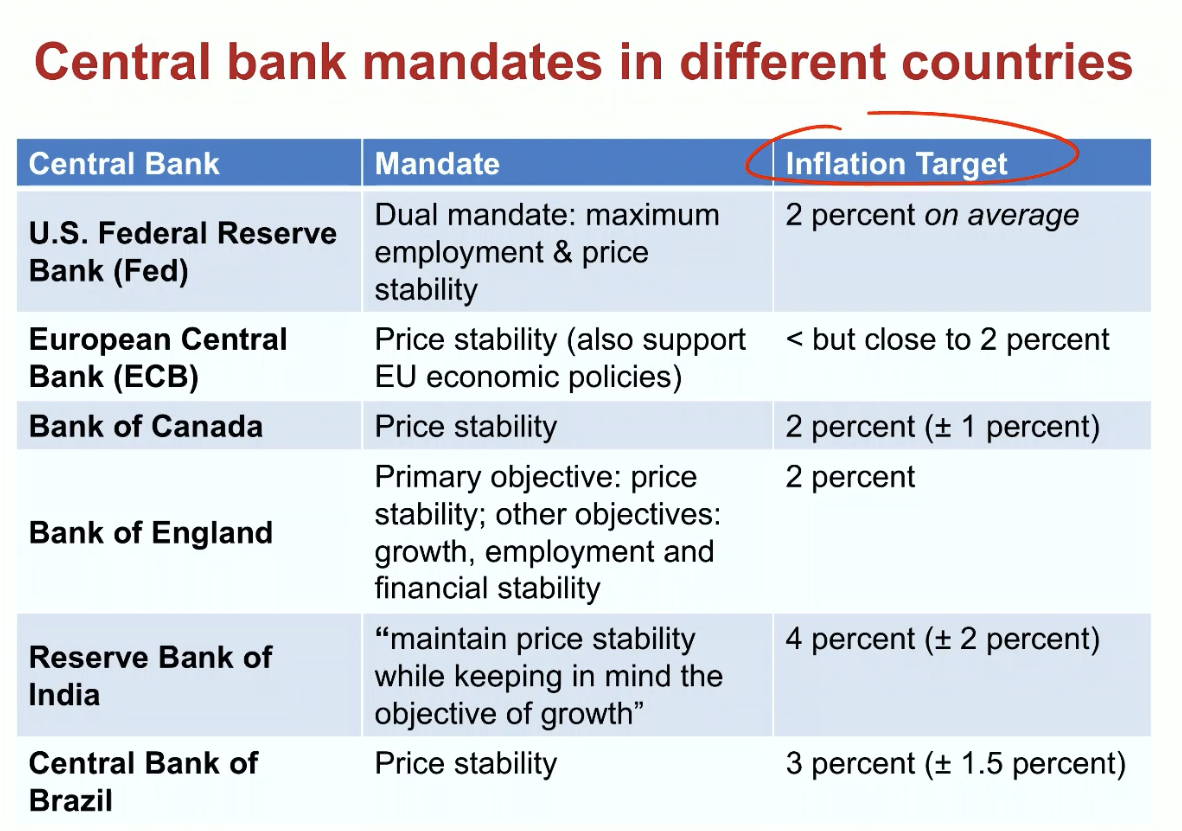 Central bank mandates in different countries
Central Bank
Mandate
Inflation Target
U.S. Federal Reserve
Bank (Fed)
Dual mandate: maximum
employment & price
stability
2 percent on average
European Central
Bank (ECB)
Price stability (also support
EU economic policies)
< but close to 2 percent
Bank of Canada
Price stability
2 percent (± 1 percent)
Bank of England
Primary objective: price
stability; other objectives:
growth, employment and
financial stability
2 percent
Reserve Bank of
India
“maintain price stability
while keeping in mind the
objective of growth”
4 percent (± 2 percent)
Central Bank of
Brazil
Price stability
3 percent (± 1.5 percent)